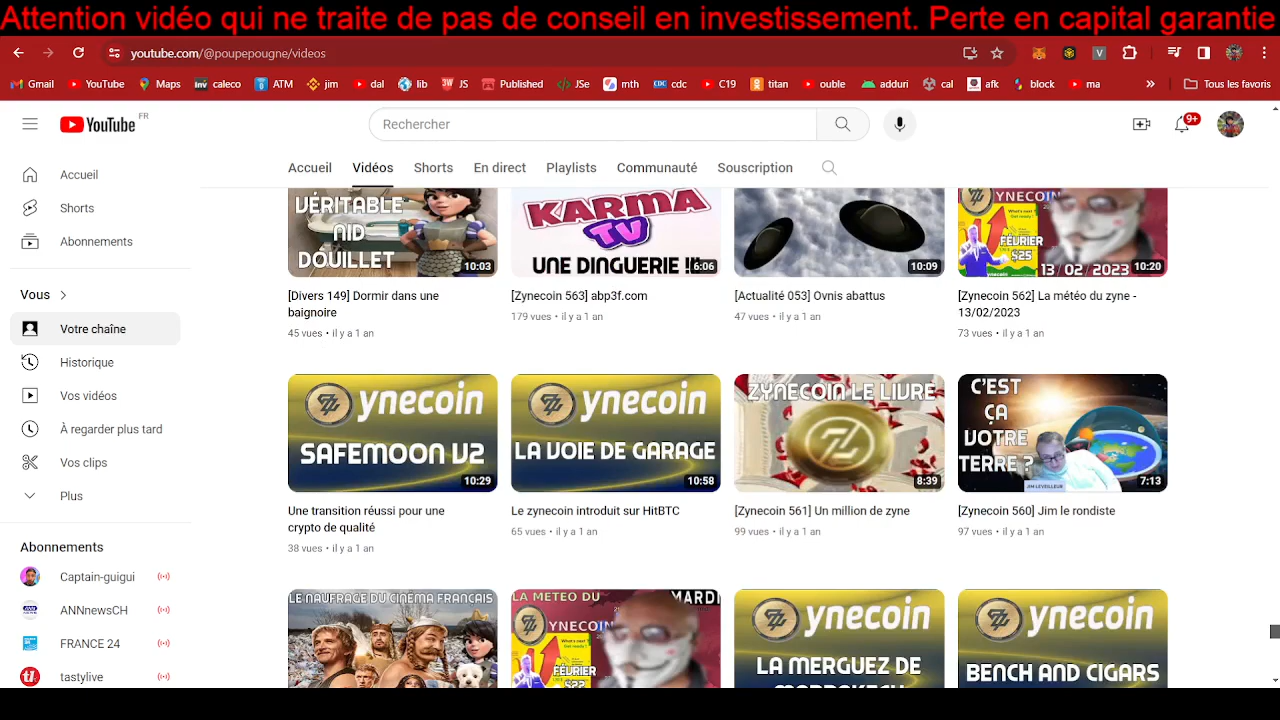 Attention vidéo qui ne traite de pas de conseil en investissement. Perte en capital garantie
youtube.com/@poupepougne/videos
Gmail YouTube Maps caleco ATM jim dal lib JS Published JSe mth cdc C19 titan ouble adduri cal afk block ma » Tous les favoris
YouTube FR
Rechercher
9+
Accueil Vidéos Shorts En direct Playlists Communauté Souscription
Accueil
Shorts
Abonnements
Vous
Votre chaîne
Historique
Vos vidéos
À regarder plus tard
Vos clips
Plus
Abonnements
Captain-guigui
ANNnewsCH
FRANCE 24
tastylive
VÉRITABLE
NID
DOUILLET
10:03
[Divers 149] Dormir dans une
baignoire
45 vues • il y a 1 an
KARMA
TV
UNE DINGUERIE !!
6:06
[Zynecoin 563] abp3f.com
179 vues • il y a 1 an
10:09
[Actualité 053] Ovnis abattus
47 vues • il y a 1 an
YNECOIN
What's next ?
FÉVRIER
$25
13/02/2023
10:20
[Zynecoin 562] La météo du zyne -
13/02/2023
73 vues • il y a 1 an
ynecoin
SAFEMOON V2
10:29
Une transition réussi pour une
crypto de qualité
38 vues • il y a 1 an
ynecoin
LA VOIE DE GARAGE
10:58
Le zynecoin introduit sur HitBTC
65 vues • il y a 1 an
ZYNECOIN LE LIVRE
8:39
[Zynecoin 561] Un million de zyne
99 vues • il y a 1 an
C'EST
ÇA
VOTRE
TERRE ?
JIM-LEVEILLEUR
7:13
[Zynecoin 560] Jim le rondiste
97 vues • il y a 1 an
LE NAUFRAGE DU CINÉMA FRANÇAIS
LA METEO DU MARDI
YNECOIN
What's next ?
FÉVRIER
ynecoin
LA MERGUEZ DE
ynecoin
BENCH AND CIGARS